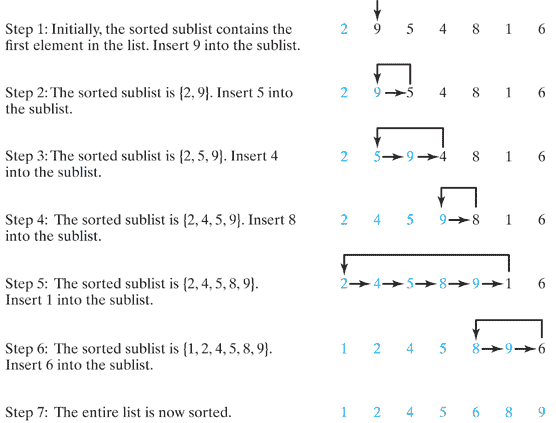 Step 1: Initially, the sorted sublist contains the 2 9 5 4 8 1 6
first element in the list. Insert 9 into the sublist.
Step 2: The sorted sublist is {2, 9}. Insert 5 into 2 9 5 4 8 1 6
the sublist.
Step 3: The sorted sublist is {2, 5, 9}. Insert 4 2 5 9 4 8 1 6
into the sublist.
Step 4: The sorted sublist is {2, 4, 5, 9}. Insert 8 2 4 5 9 8 1 6
into the sublist.
Step 5: The sorted sublist is {2, 4, 5, 8, 9}. 2 4 5 8 9 1 6
Insert 1 into the sublist.
Step 6: The sorted sublist is {1, 2, 4, 5, 8, 9}. 1 2 4 5 8 9 6
Insert 6 into the sublist.
Step 7: The entire list is now sorted. 1 2 4 5 6 8 9